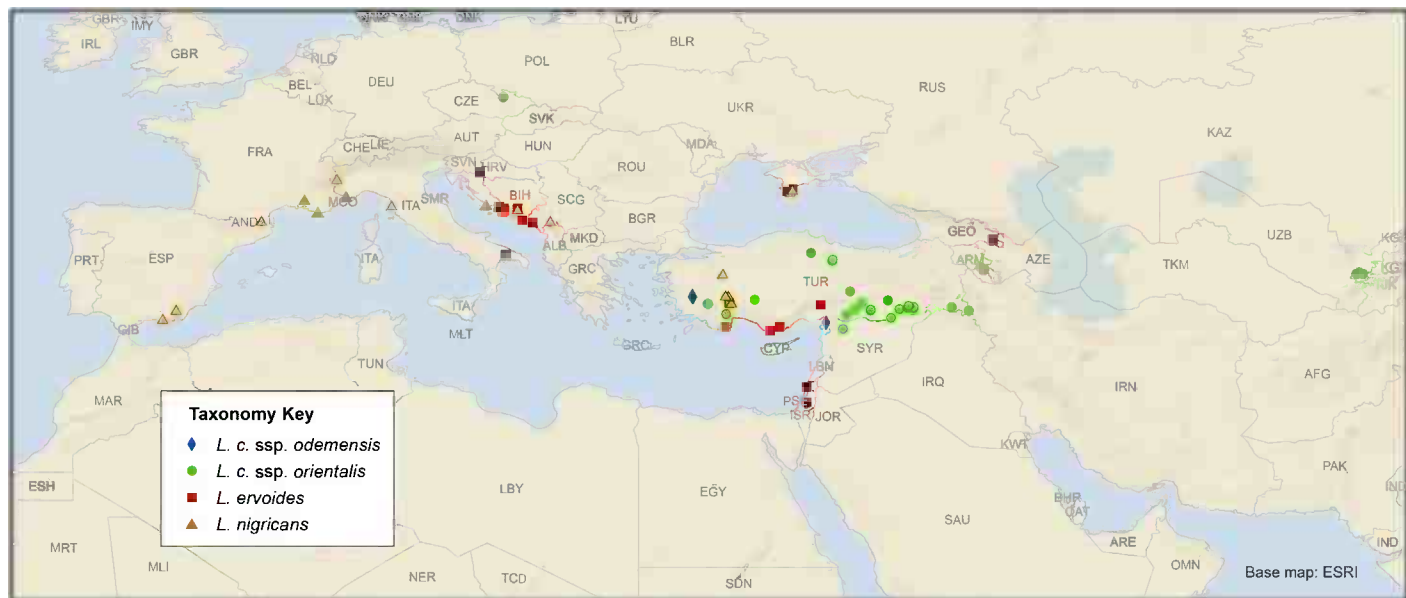 GBR
IMY
LYU
IRL
GBR
BLR
NLD
POL
RUS
BEL
DEU
LUX
CZE
UKR
SVK
KAZ
AUT
FRA
CHE
LIE
HUN
MDA
SVN
HRV
ROU
MCO
ITA
SMR
BIH
SCG
AND
BGR
GEO
UZB
ALB
MKD
PRT
ESP
ITA
ARM
AZE
TKM
GRC
TUR
ITA
GIB
MLT
GRC
CYP
SYR
TUN
LBN
AFG
IRQ
IRN
MAR
PSE
ISR
JOR
Taxonomy Key
L. c. ssp. odemensis
L. c. ssp. orientalis
L. ervoides
L. nigricans
KWT
PAK
ESH
LBY
EGY
BHR
QAT
SAU
ARE
IND
MRT
MLI
OMN
NER
TCD
SDN
Base map: ESRI